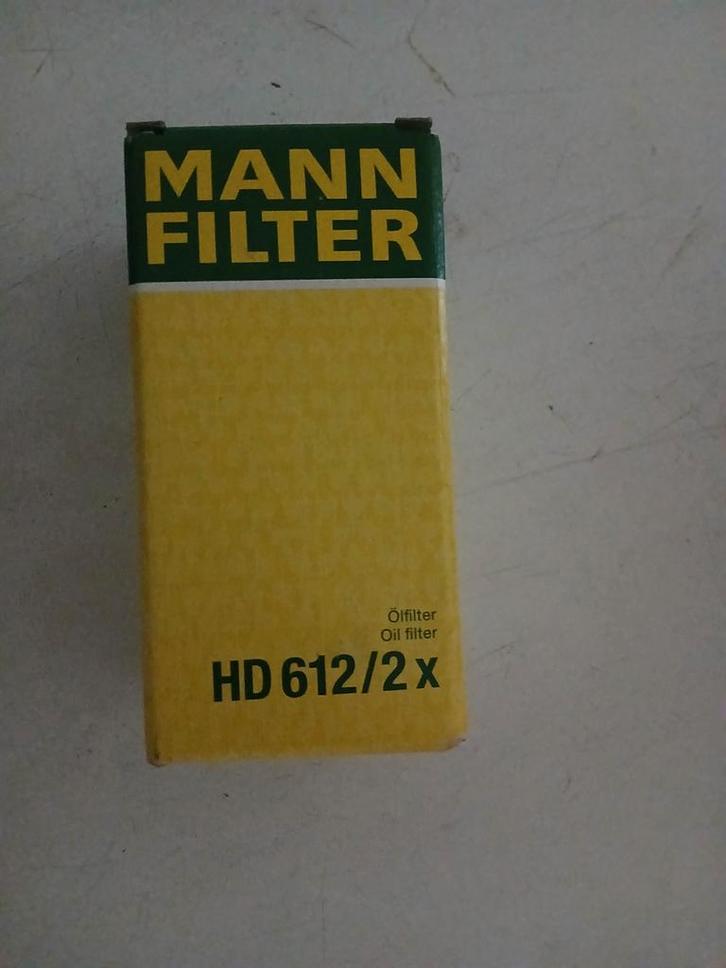 MANN
FILTER
Ölfilter
Oil filter
HD 612/2 x